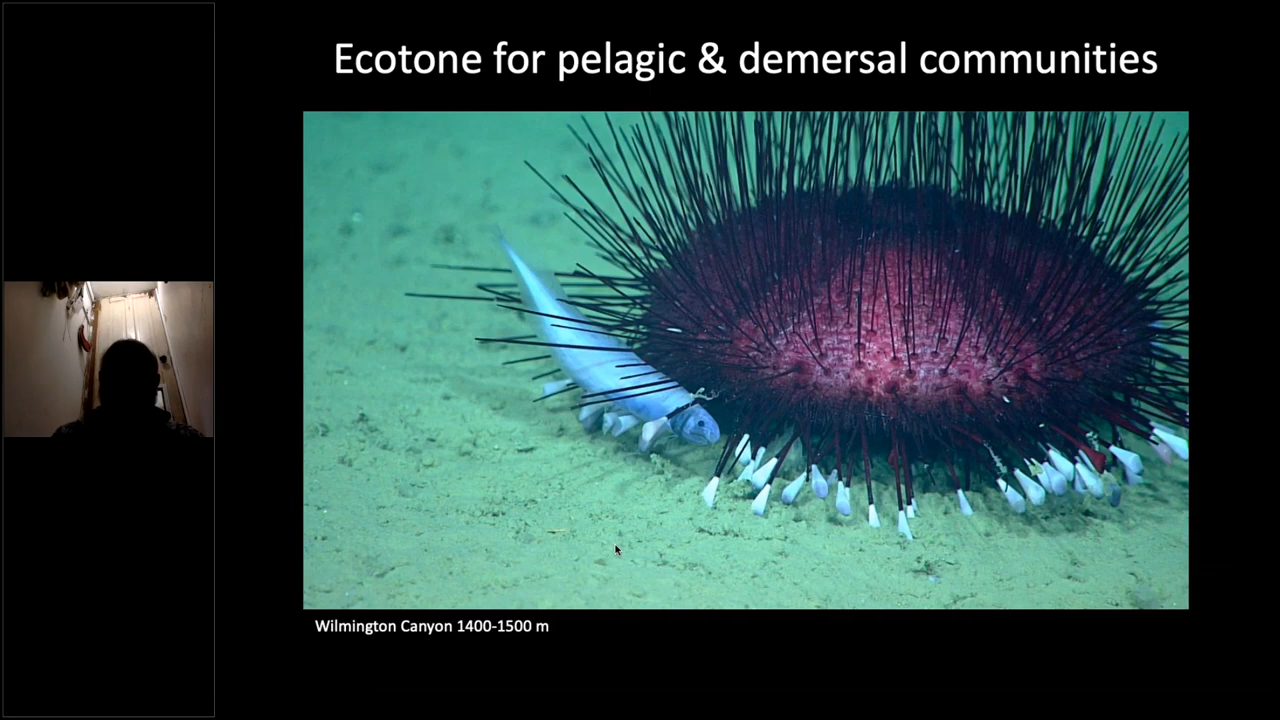 Ecotone for pelagic & demersal communities
Wilmington Canyon 1400-1500 m